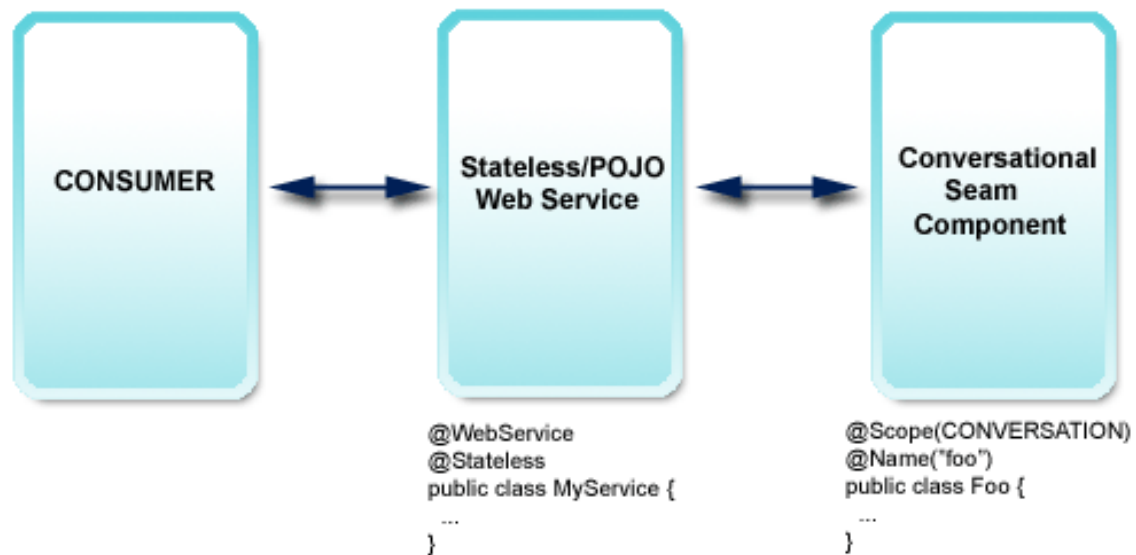 CONSUMER
Stateless/POJO
Web Service
Conversational
Seam
Component
@WebService
@Stateless
public class MyService {
...
}
@Scope(CONVERSATION)
@Name("foo")
public class Foo {
...
}